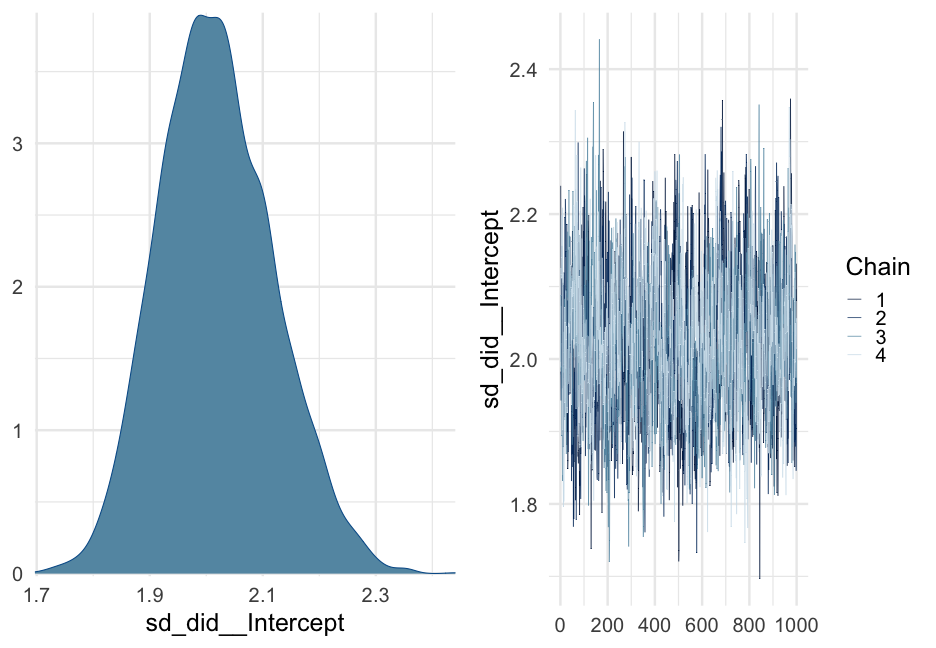 3
2
1
0
1.7 1.9 2.1 2.3
sd_did__Intercept
2.4
2.2
2.0
1.8
sd_did__Intercept
0 200 400 600 800 1000
Chain
1
2
3
4